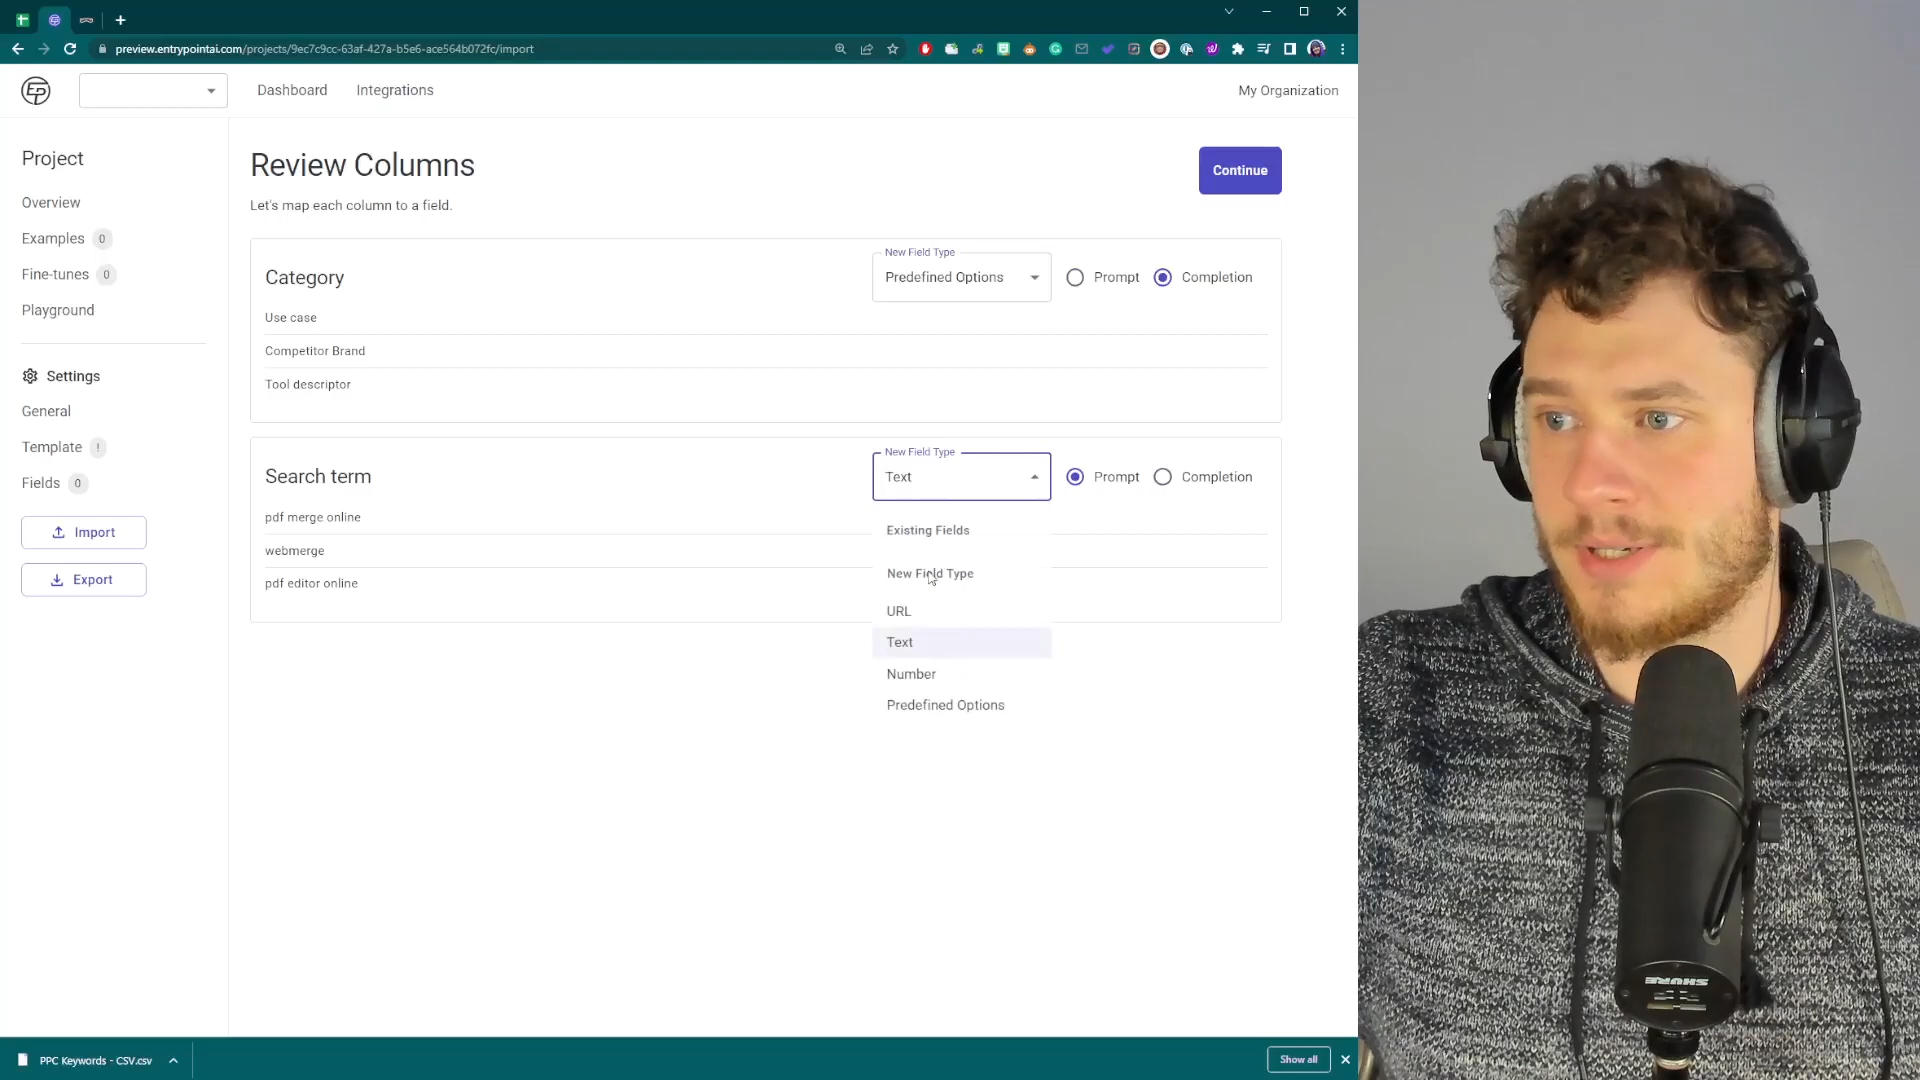 preview.entrypointai.com/projects/9ec7c9cc-63af-427a-b5e6-ace564b072fc/import
EP
Dashboard
Integrations
My Organization
Project
Overview
Examples 0
Fine-tunes 0
Playground
Settings
General
Template !
Fields 0
Import
Export
Review Columns
Let's map each column to a field.
Continue
Category
New Field Type
Predefined Options
Prompt
Completion
Use case
Competitor Brand
Tool descriptor
Search term
New Field Type
Text
Prompt
Completion
pdf merge online
webmerge
pdf editor online
Existing Fields
New Field Type
URL
Text
Number
Predefined Options
PPC Keywords - CSV.csv
Show all
SHURE